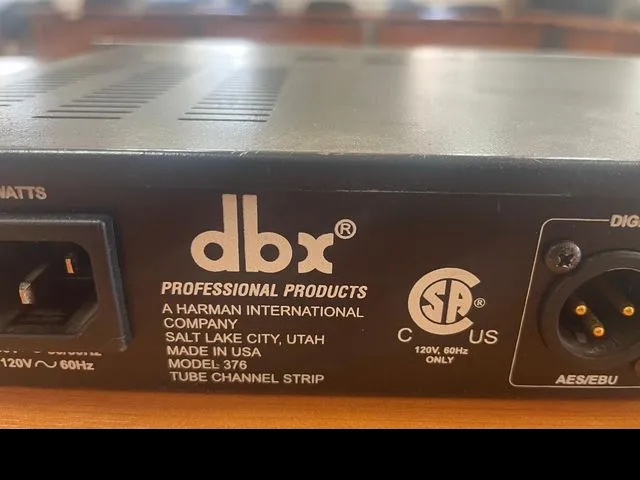 WATTS
dbx®
PROFESSIONAL PRODUCTS
A HARMAN INTERNATIONAL
COMPANY
SALT LAKE CITY, UTAH
MADE IN USA
MODEL 376
TUBE CHANNEL STRIP
120V ~ 60Hz
CSA®
C US
120V, 60Hz
ONLY
AES/EBU